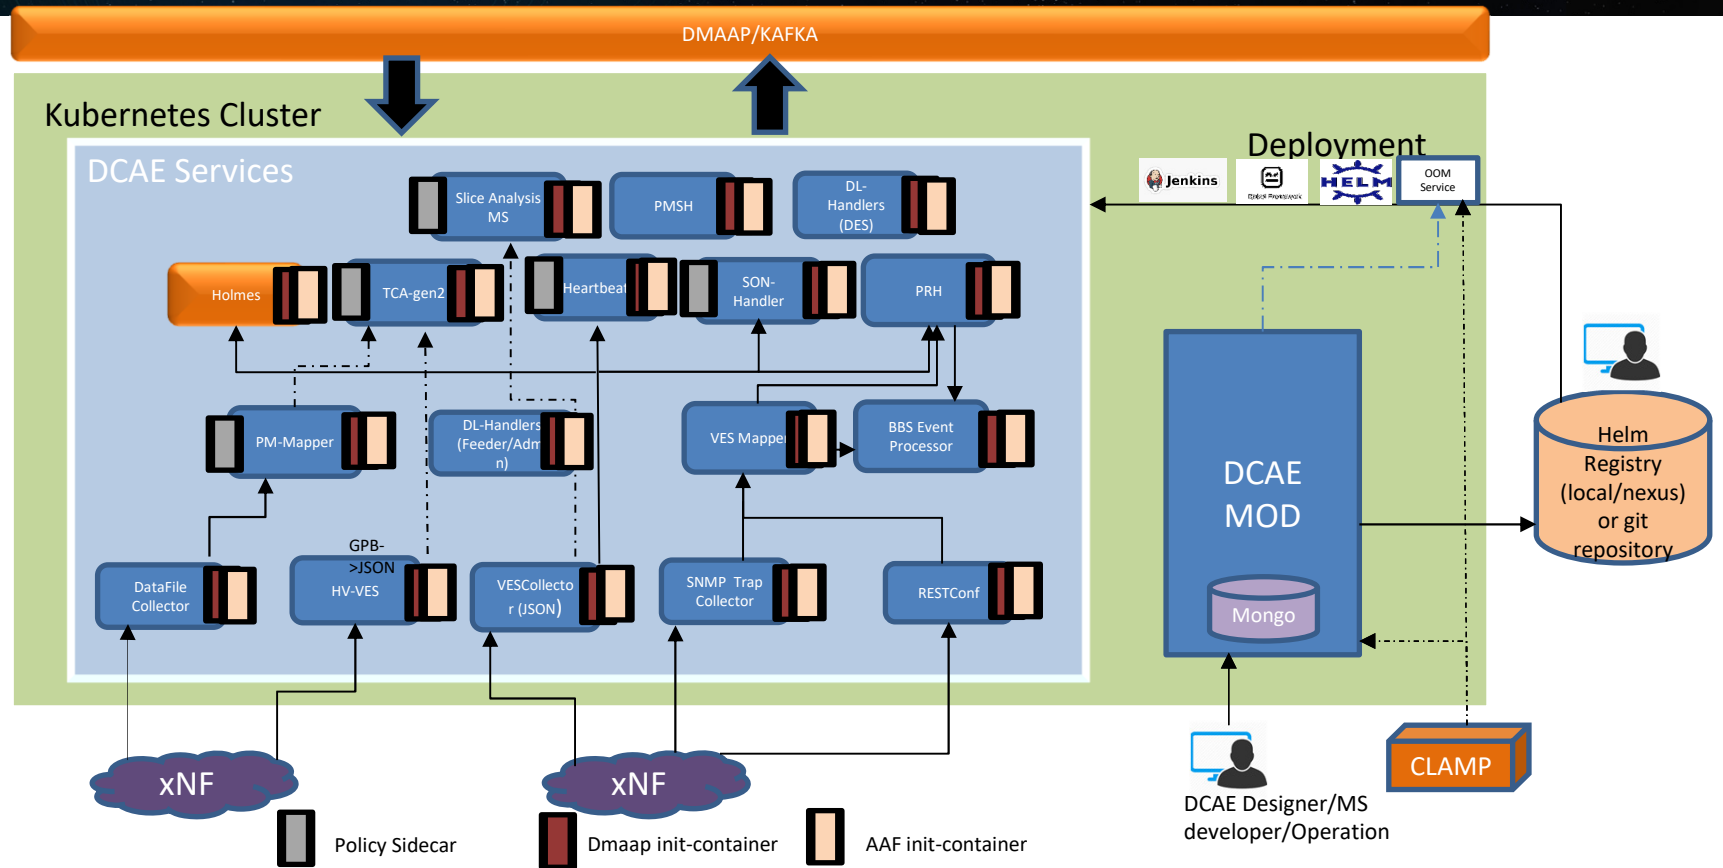 DMAAP/KAFKA
Kubernetes Cluster
Deployment
DCAE Services
Jenkins
HELM
OOM
Service
Slice Analysis
MS
PMSH
DL-
Handlers
(DES)
Holmes
TCA-gen2
Heartbeat
SON-
Handler
PRH
PM-Mapper
DL-Handlers
(Feeder/Adm
n)
VES Mapper
BBS Event
Processor
DCAE
MOD
Mongo
Helm
Registry
(local/nexus)
or git
repository
GPB-
>JSON
DataFile
Collector
HV-VES
VESCollecto
r (JSON)
SNMP Trap
Collector
RESTConf
xNF
xNF
CLAMP
DCAE Designer/MS
developer/Operation
Policy Sidecar
Dmaap init-container
AAF init-container